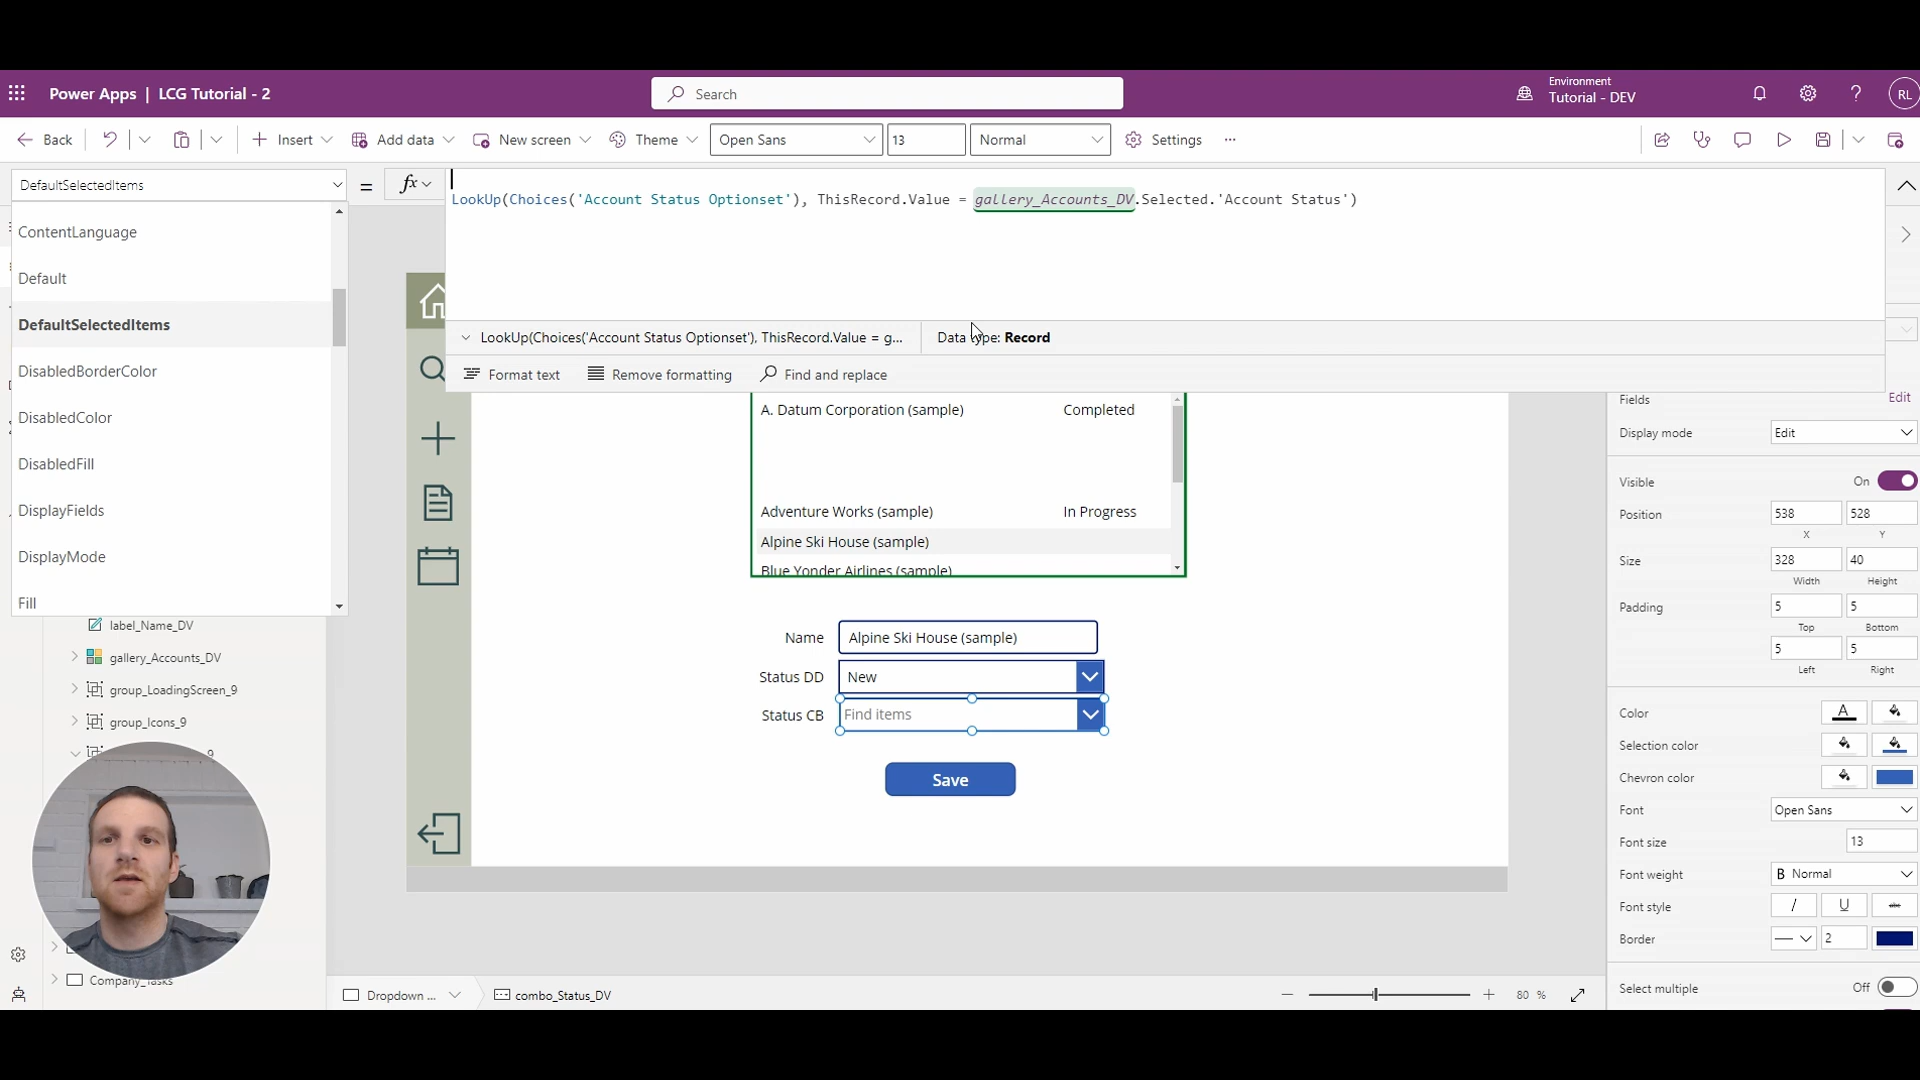 Power Apps | LCG Tutorial - 2
Search
Environment
Tutorial - DEV
RL
Back
Insert
Add data
New screen
Theme
Open Sans
13
Normal
Settings
DefaultSelectedItems
=
fx
LookUp(Choices('Account Status Optionset'), ThisRecord.Value = gallery_Accounts_DV.Selected.'Account Status')
LookUp(Choices('Account Status Optionset'), ThisRecord.Value = g...
Data type: Record
Format text
Remove formatting
Find and replace
ContentLanguage
Default
DefaultSelectedItems
DisabledBorderColor
DisabledColor
DisabledFill
DisplayFields
DisplayMode
Fill
label_Name_DV
gallery_Accounts_DV
group_LoadingScreen_9
group_Icons_9
Company_Tasks
A. Datum Corporation (sample) Completed
Adventure Works (sample) In Progress
Alpine Ski House (sample)
Blue Yonder Airlines (sample)
Name Alpine Ski House (sample)
Status DD New
Status CB Find items
Save
Fields Edit
Display mode Edit
Visible On
Position 538 528
X Y
Size 328 40
Width Height
Padding 5 5
Top Bottom
5 5
Left Right
Color A
Selection color
Chevron color
Font Open Sans
Font size 13
Font weight B Normal
Font style / U abc
Border 2
Select multiple Off
Dropdown ...
combo_Status_DV
80 %